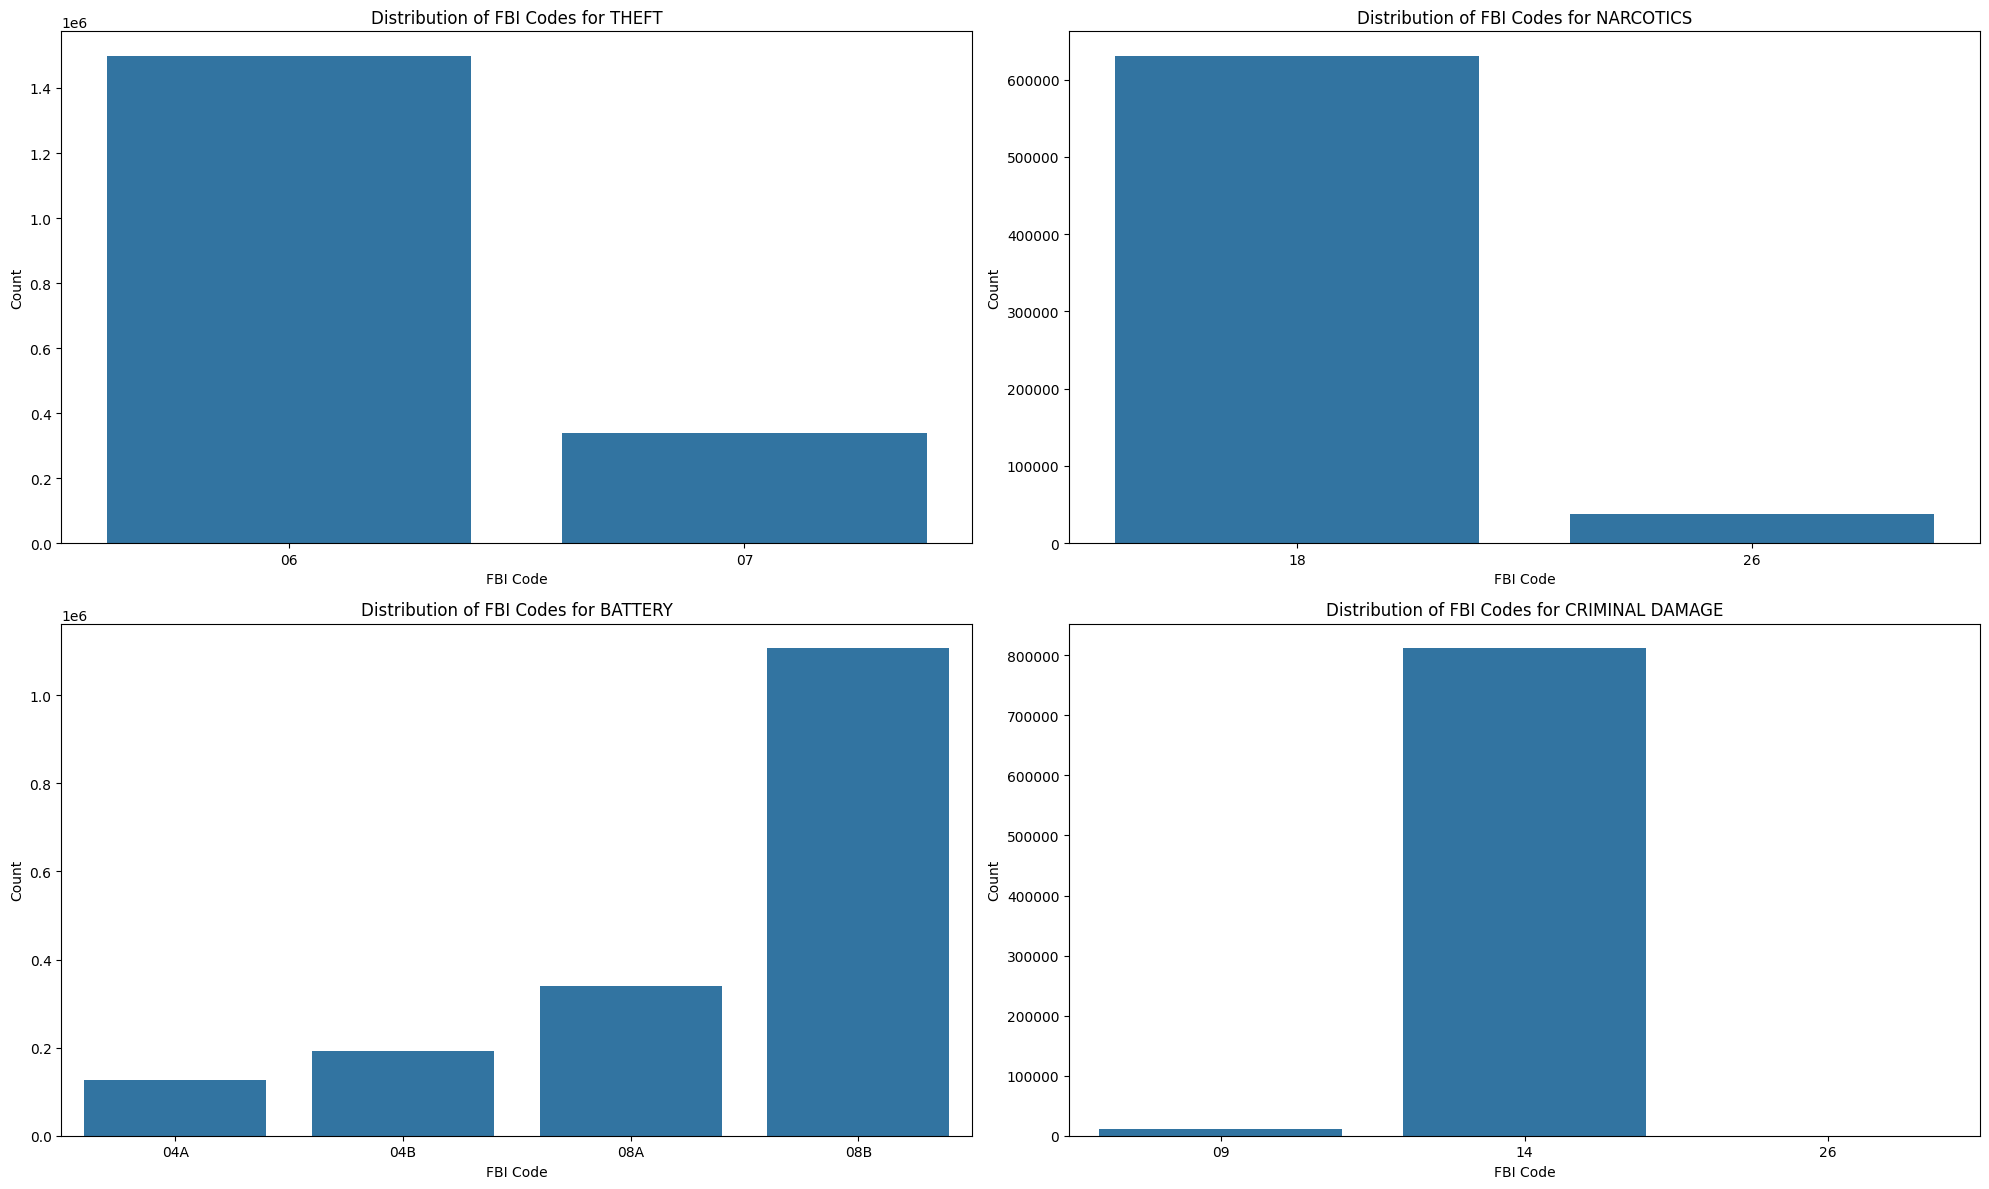 Distribution of FBI Codes for THEFT
1e6
1.4
1.2
1.0
0.8
0.6
0.4
0.2
0.0
Count
06 07
FBI Code
Distribution of FBI Codes for NARCOTICS
600000
500000
400000
300000
200000
100000
0
Count
18 26
FBI Code
Distribution of FBI Codes for BATTERY
1e6
1.0
0.8
0.6
0.4
0.2
0.0
Count
04A 04B 08A 08B
FBI Code
Distribution of FBI Codes for CRIMINAL DAMAGE
800000
700000
600000
500000
400000
300000
200000
100000
0
Count
09 14 26
FBI Code